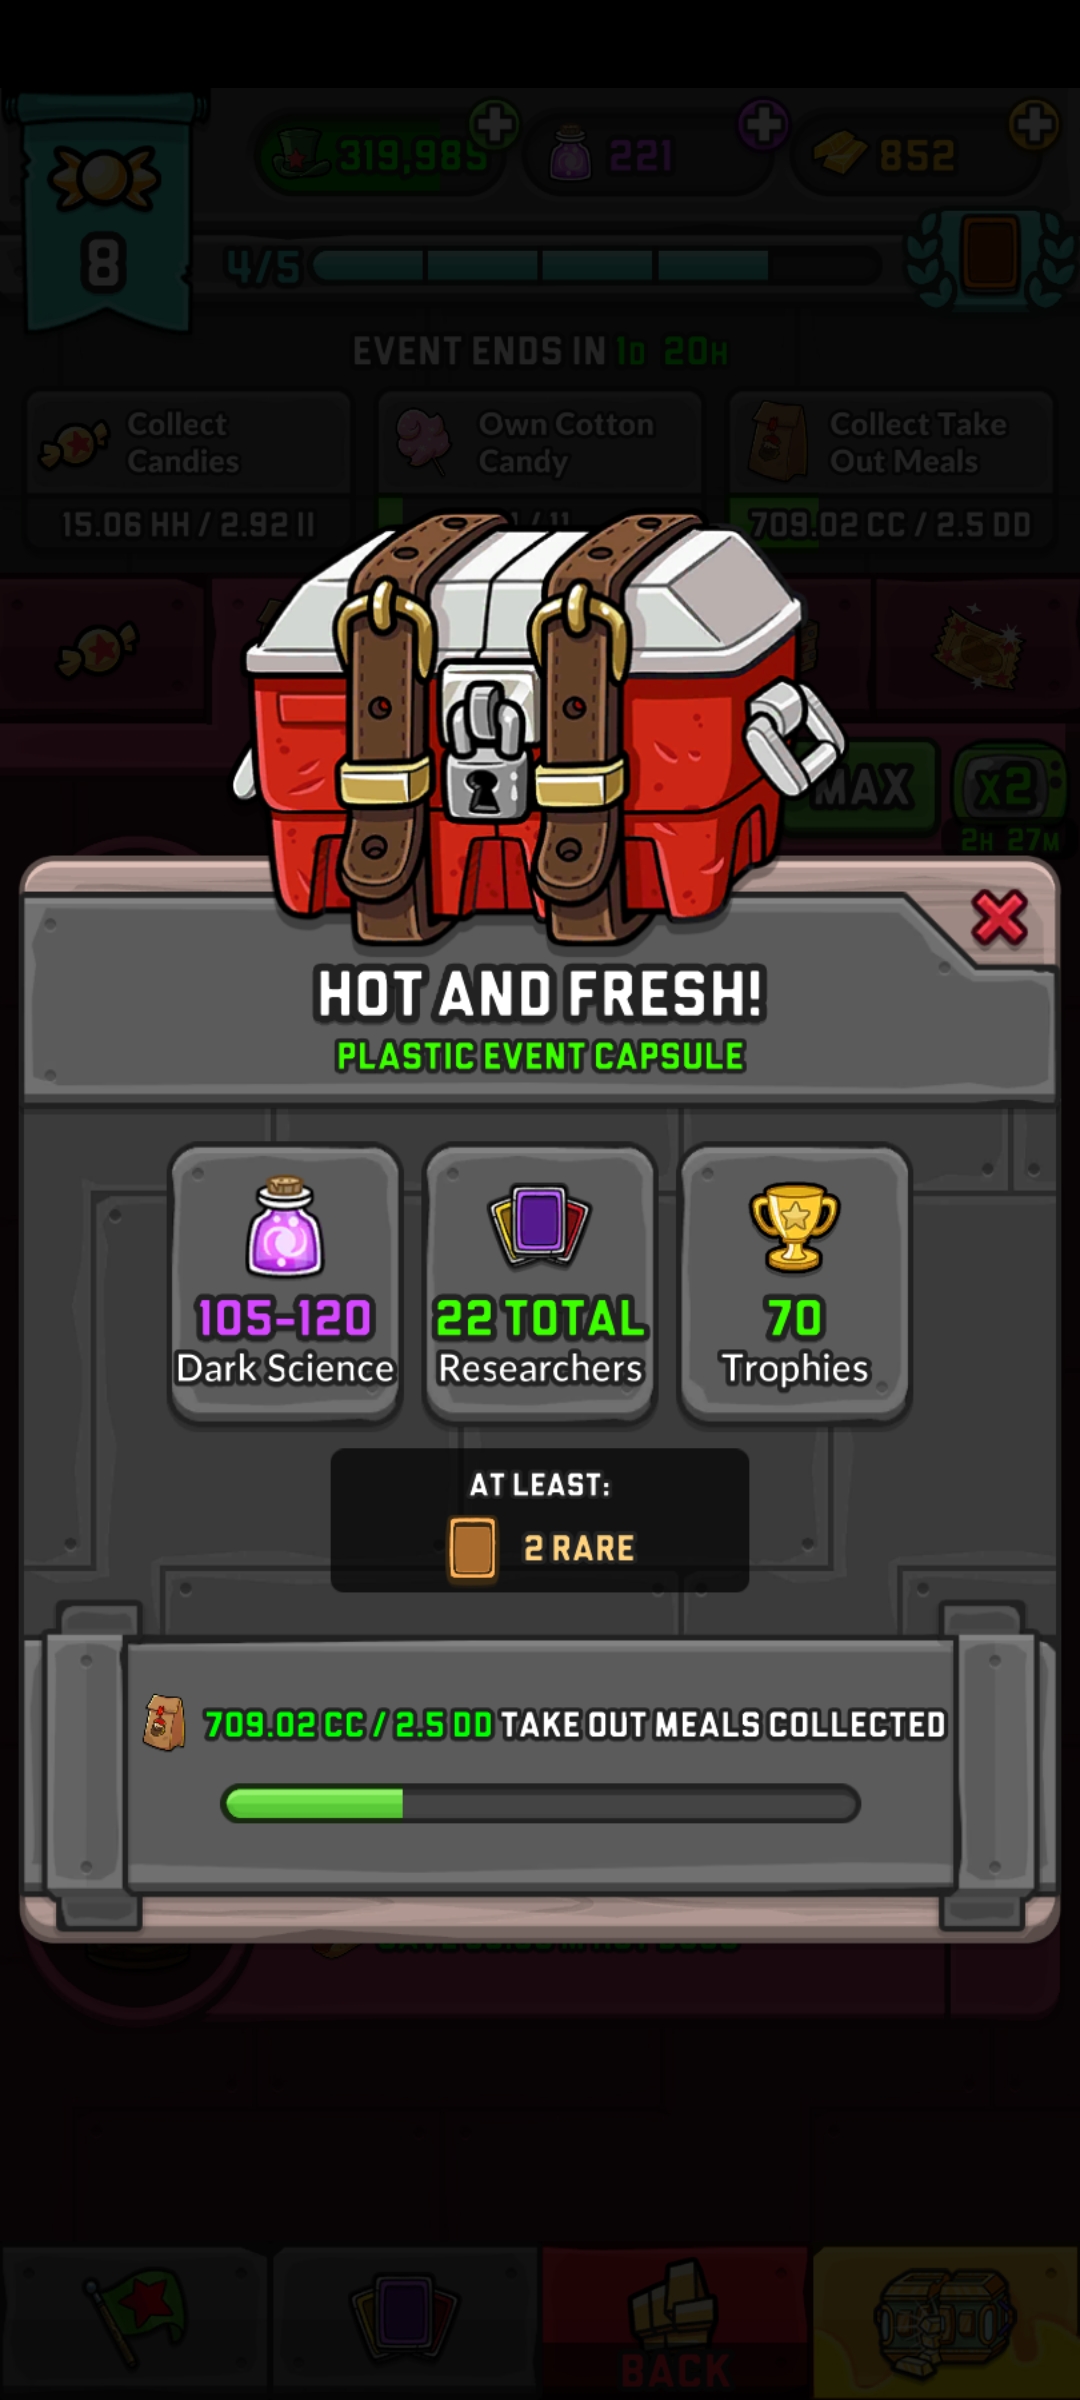 319,985
221
852
8
4/5
EVENT ENDS IN 1D 20H
Collect Candies
Own Cotton Candy
Collect Take Out Meals
15.06 HH / 2.92 II
/ 11
709.02 CC / 2.5 DD
MAX
x2
2H 27M
HOT AND FRESH!
PLASTIC EVENT CAPSULE
105-120
Dark Science
22 TOTAL
Researchers
70
Trophies
AT LEAST:
2 RARE
709.02 CC / 2.5 DD TAKE OUT MEALS COLLECTED
BACK